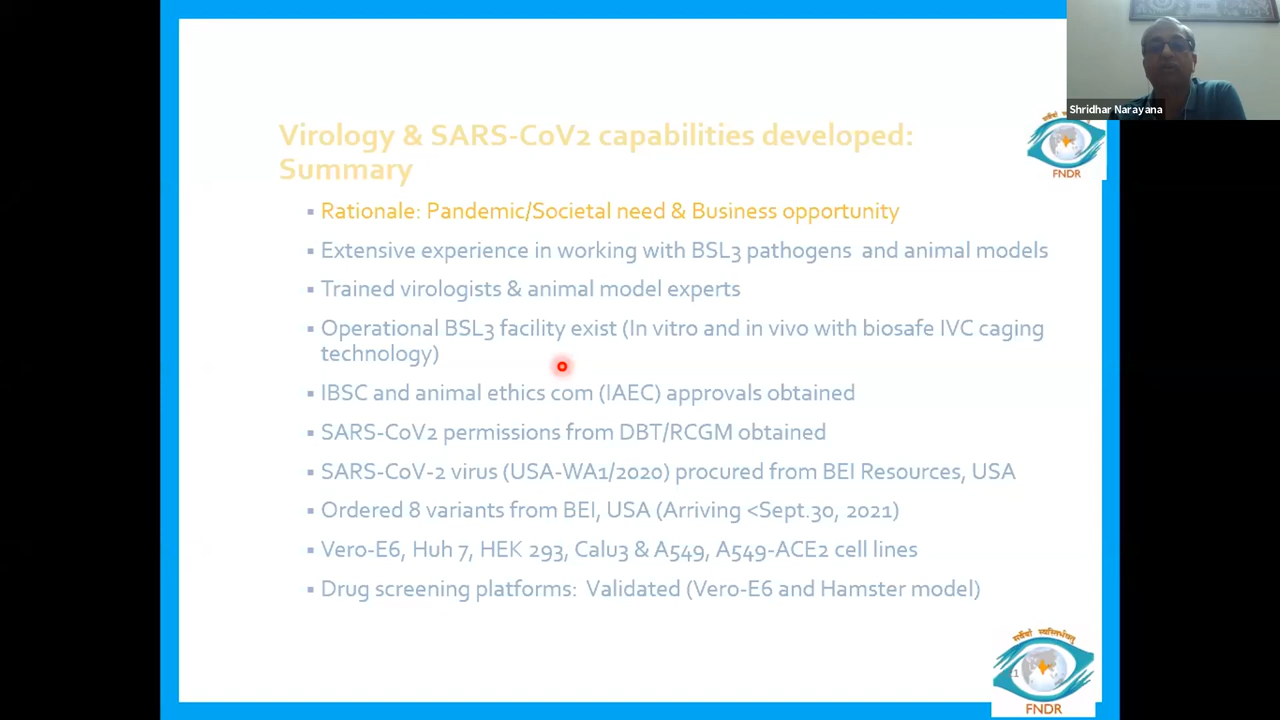 Shridhar Narayana
FNDR
Virology & SARS-CoV2 capabilities developed:
Summary
Rationale: Pandemic/Societal need & Business opportunity
Extensive experience in working with BSL3 pathogens and animal models
Trained virologists & animal model experts
Operational BSL3 facility exist (In vitro and in vivo with biosafe IVC caging
technology)
IBSC and animal ethics com (IAEC) approvals obtained
SARS-CoV2 permissions from DBT/RCGM obtained
SARS-CoV-2 virus (USA-WA1/2020) procured from BEI Resources, USA
Ordered 8 variants from BEI, USA (Arriving <Sept.30, 2021)
Vero-E6, Huh 7, HEK 293, Calu3 & A549, A549-ACE2 cell lines
Drug screening platforms: Validated (Vero-E6 and Hamster model)
FNDR